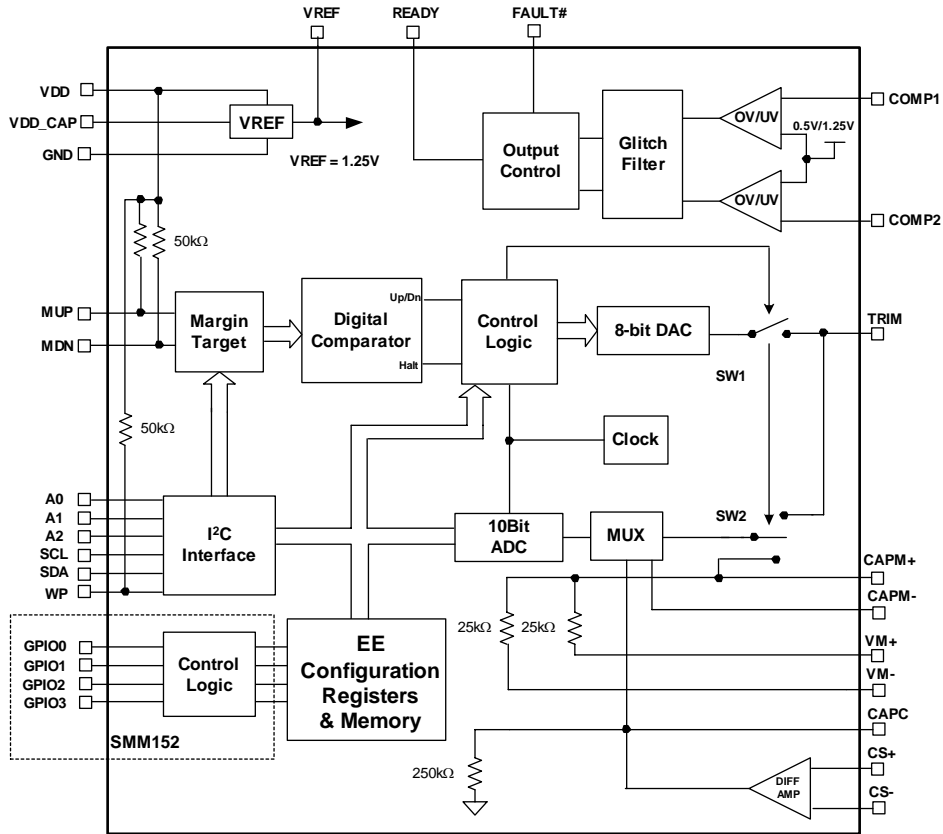 VREF
READY
FAULT#
VDD
VDD_CAP
GND
VREF
VREF = 1.25V
Output
Control
Glitch
Filter
OV/UV
OV/UV
0.5V/1.25V
COMP1
COMP2
50kΩ
MUP
MDN
Margin
Target
Digital
Comparator
Up/Dn
Halt
Control
Logic
8-bit DAC
SW1
TRIM
50kΩ
Clock
A0
A1
A2
SCL
SDA
WP
I²C
Interface
10Bit
ADC
MUX
SW2
CAPM+
CAPM-
25kΩ
25kΩ
VM+
VM-
GPIO0
GPIO1
GPIO2
GPIO3
Control
Logic
SMM152
EE
Configuration
Registers
& Memory
CAPC
250kΩ
DIFF
AMP
CS+
CS-